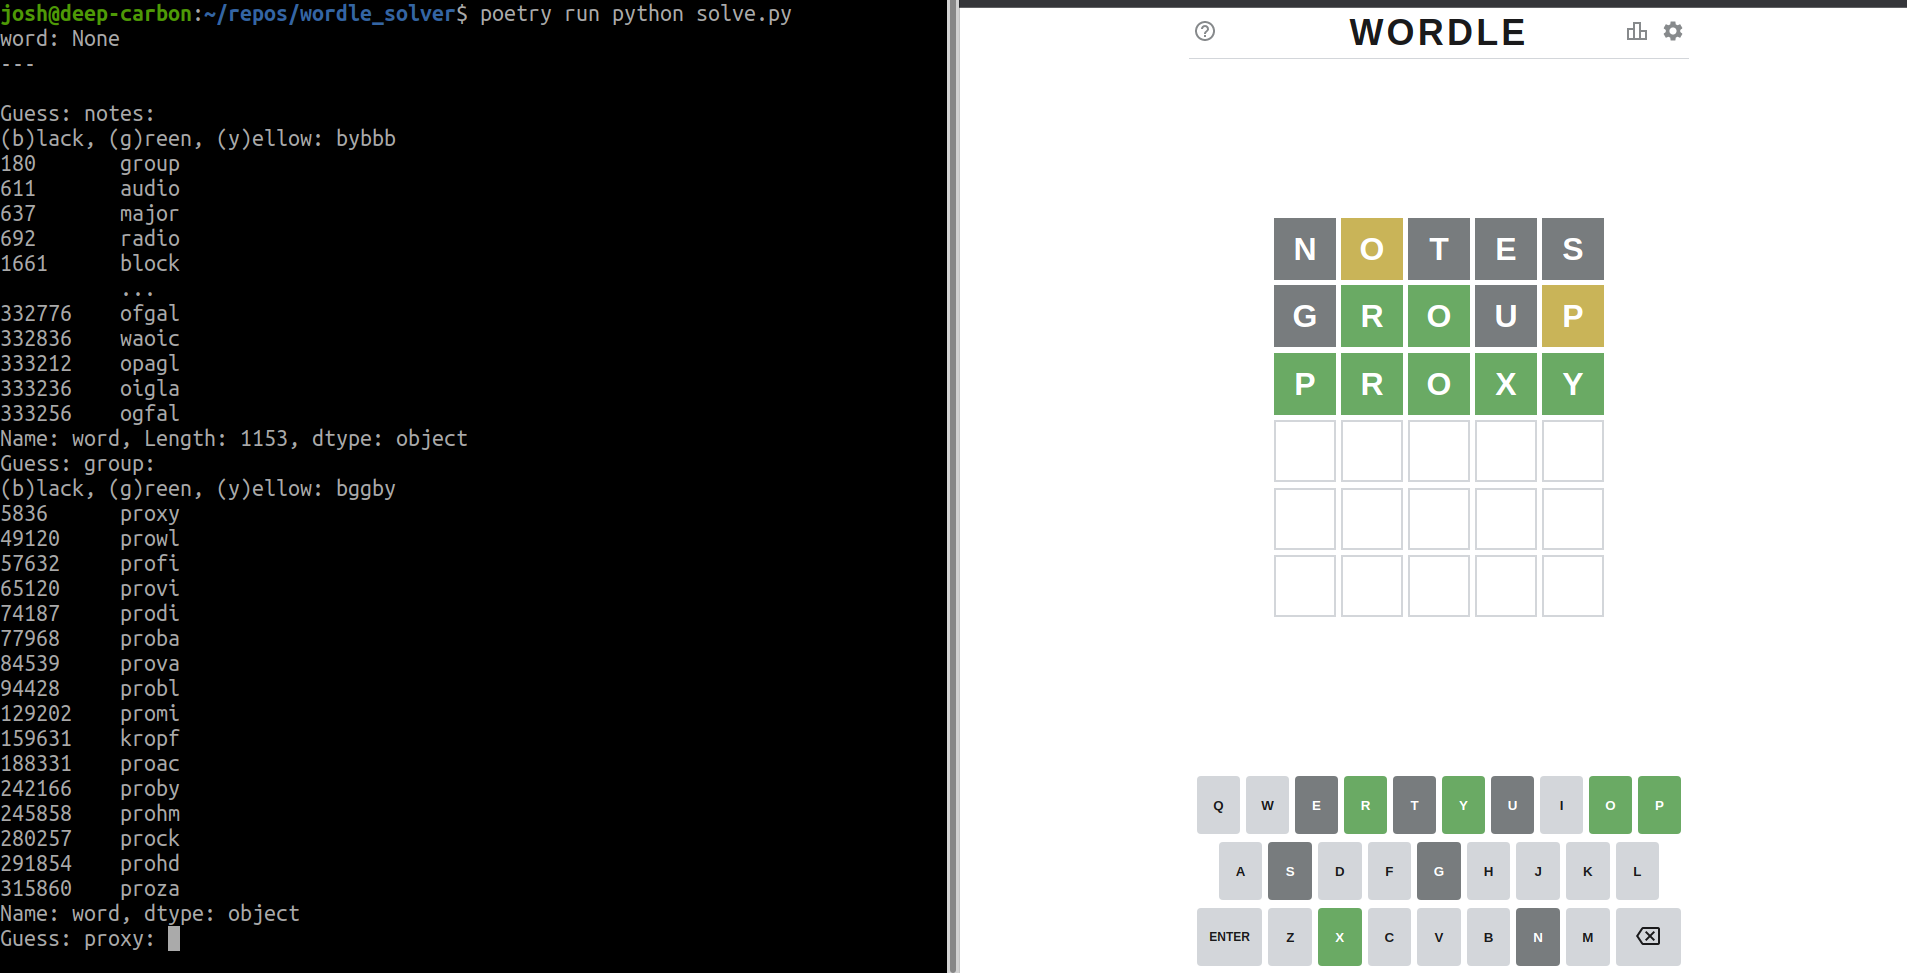 josh@deep-carbon:~/repos/wordle_solver$ poetry run python solve.py
word: None
---
Guess: notes:
(b)lack, (g)reen, (y)ellow: bybbb
180       group
611       audio
637       major
692       radio
1661      block
          ...
332776    ofgal
332836    waoic
333212    opagl
333236    oigla
333256    ogfal
Name: word, Length: 1153, dtype: object
Guess: group:
(b)lack, (g)reen, (y)ellow: bggby
5836      proxy
49120     prowl
57632     profi
65120     provi
74187     prodi
77968     proba
84539     prova
94428     probl
129202    promi
159631    kropf
188331    proac
242166    proby
245858    prohm
280257    prock
291854    prohd
315860    proza
Name: word, dtype: object
Guess: proxy:
WORDLE
N O T E S
G R O U P
P R O X Y
Q W E R T Y U I O P
A S D F G H J K L
ENTER Z X C V B N M